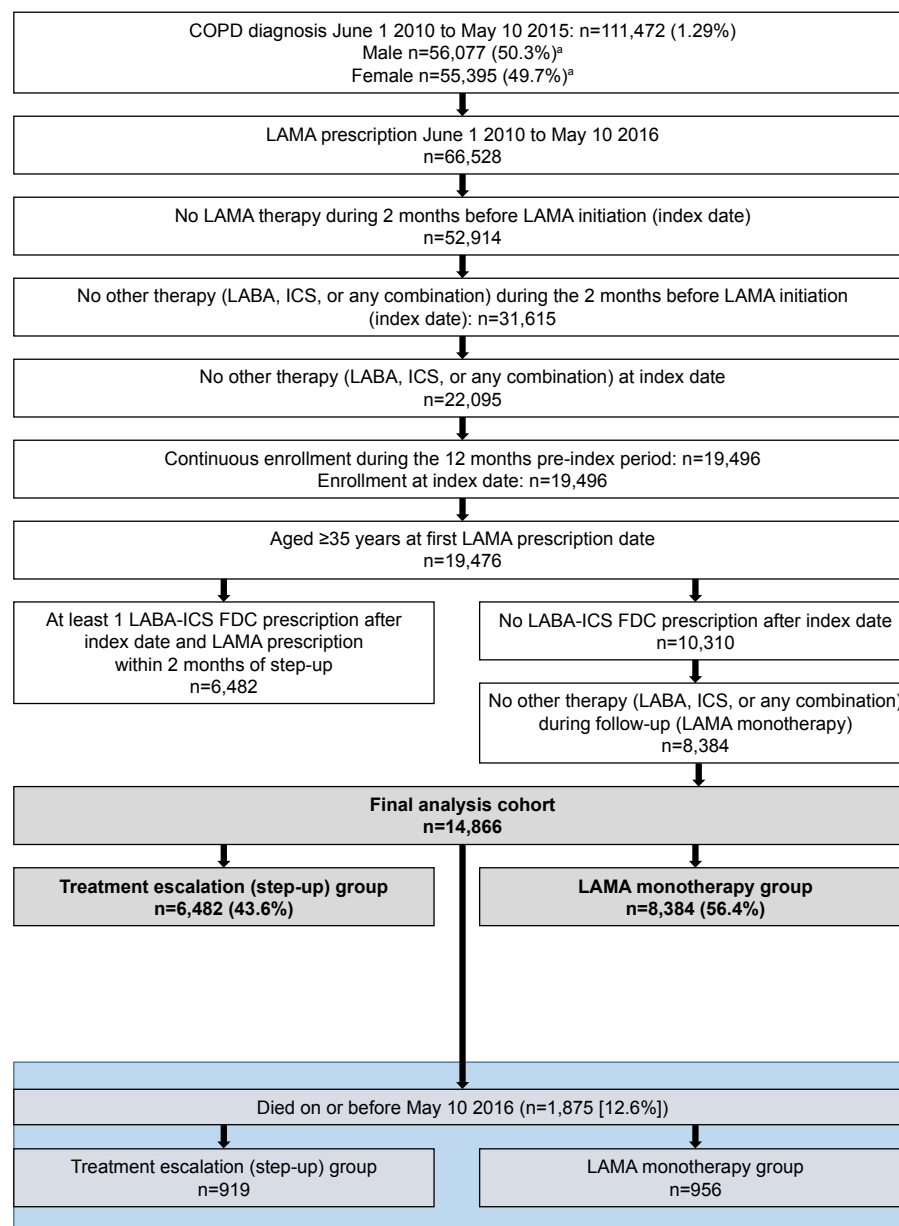 COPD diagnosis June 1 2010 to May 10 2015: n=111,472 (1.29%)
Male n=56,077 (50.3%)ᵃ
Female n=55,395 (49.7%)ᵃ
LAMA prescription June 1 2010 to May 10 2016
n=66,528
No LAMA therapy during 2 months before LAMA initiation (index date)
n=52,914
No other therapy (LABA, ICS, or any combination) during the 2 months before LAMA initiation
(index date): n=31,615
No other therapy (LABA, ICS, or any combination) at index date
n=22,095
Continuous enrollment during the 12 months pre-index period: n=19,496
Enrollment at index date: n=19,496
Aged ≥35 years at first LAMA prescription date
n=19,476
At least 1 LABA-ICS FDC prescription after
index date and LAMA prescription
within 2 months of step-up
n=6,482
No LABA-ICS FDC prescription after index date
n=10,310
No other therapy (LABA, ICS, or any combination)
during follow-up (LAMA monotherapy)
n=8,384
Final analysis cohort
n=14,866
Treatment escalation (step-up) group
n=6,482 (43.6%)
LAMA monotherapy group
n=8,384 (56.4%)
Died on or before May 10 2016 (n=1,875 [12.6%])
Treatment escalation (step-up) group
n=919
LAMA monotherapy group
n=956